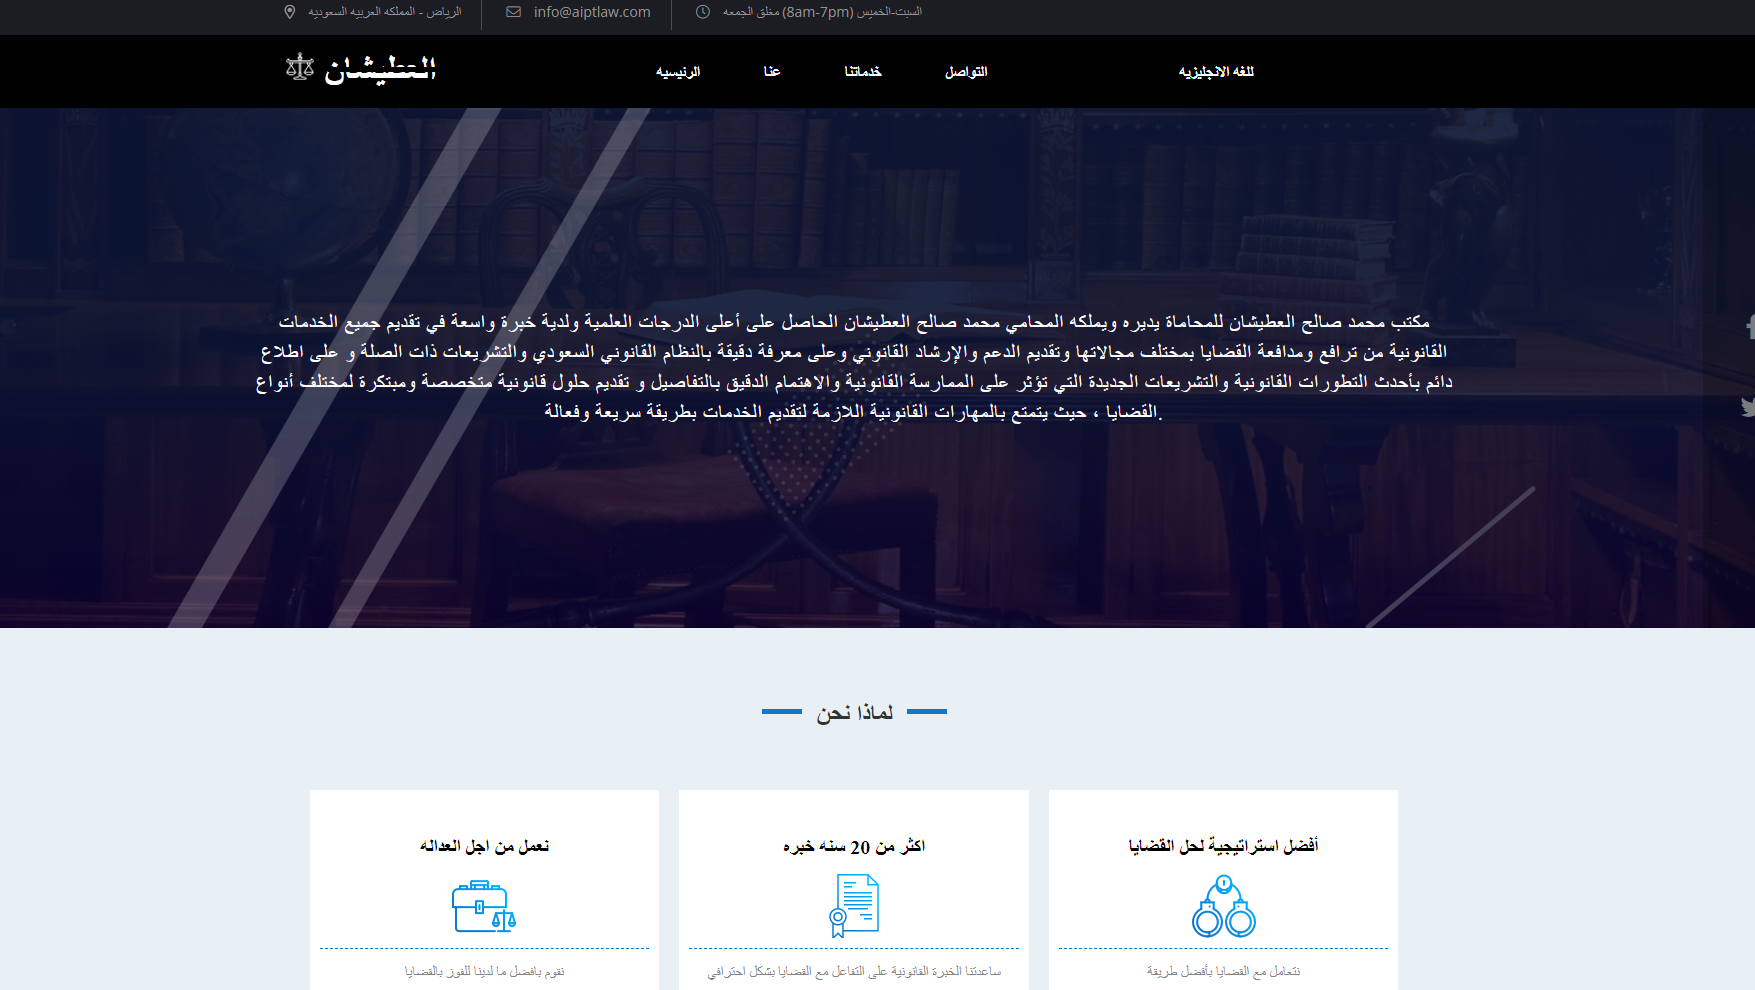 الرياض - المملكه العربيه السعوديه
info@aiptlaw.com
السبت-الخميس (8am-7pm) مغلق الجمعه
العطيشان
الرئيسيه
عنا
خدماتنا
التواصل
للغه الانجليزيه
مكتب محمد صالح العطيشان للمحاماة يديره ويملكه المحامي محمد صالح العطيشان الحاصل على أعلى الدرجات العلمية ولدية خبرة واسعة في تقديم جميع الخدمات
القانونية من ترافع ومدافعة القضايا بمختلف مجالاتها وتقديم الدعم والإرشاد القانوني وعلى معرفة دقيقة بالنظام القانوني السعودي والتشريعات ذات الصلة و على اطلاع
دائم بأحدث التطورات القانونية والتشريعات الجديدة التي تؤثر على الممارسة القانونية والاهتمام الدقيق بالتفاصيل و تقديم حلول قانونية متخصصة ومبتكرة لمختلف أنواع
القضايا ، حيث يتمتع بالمهارات القانونية اللازمة لتقديم الخدمات بطريقة سريعة وفعالة.
لماذا نحن
أفضل استراتيجية لحل القضايا
نتعامل مع القضايا بأفضل طريقة
اكثر من 20 سنه خبره
ساعدتنا الخبرة القانونية على التفاعل مع القضايا بشكل احترافي
نعمل من اجل العداله
نقوم بافضل ما لدينا للفوز بالقضايا